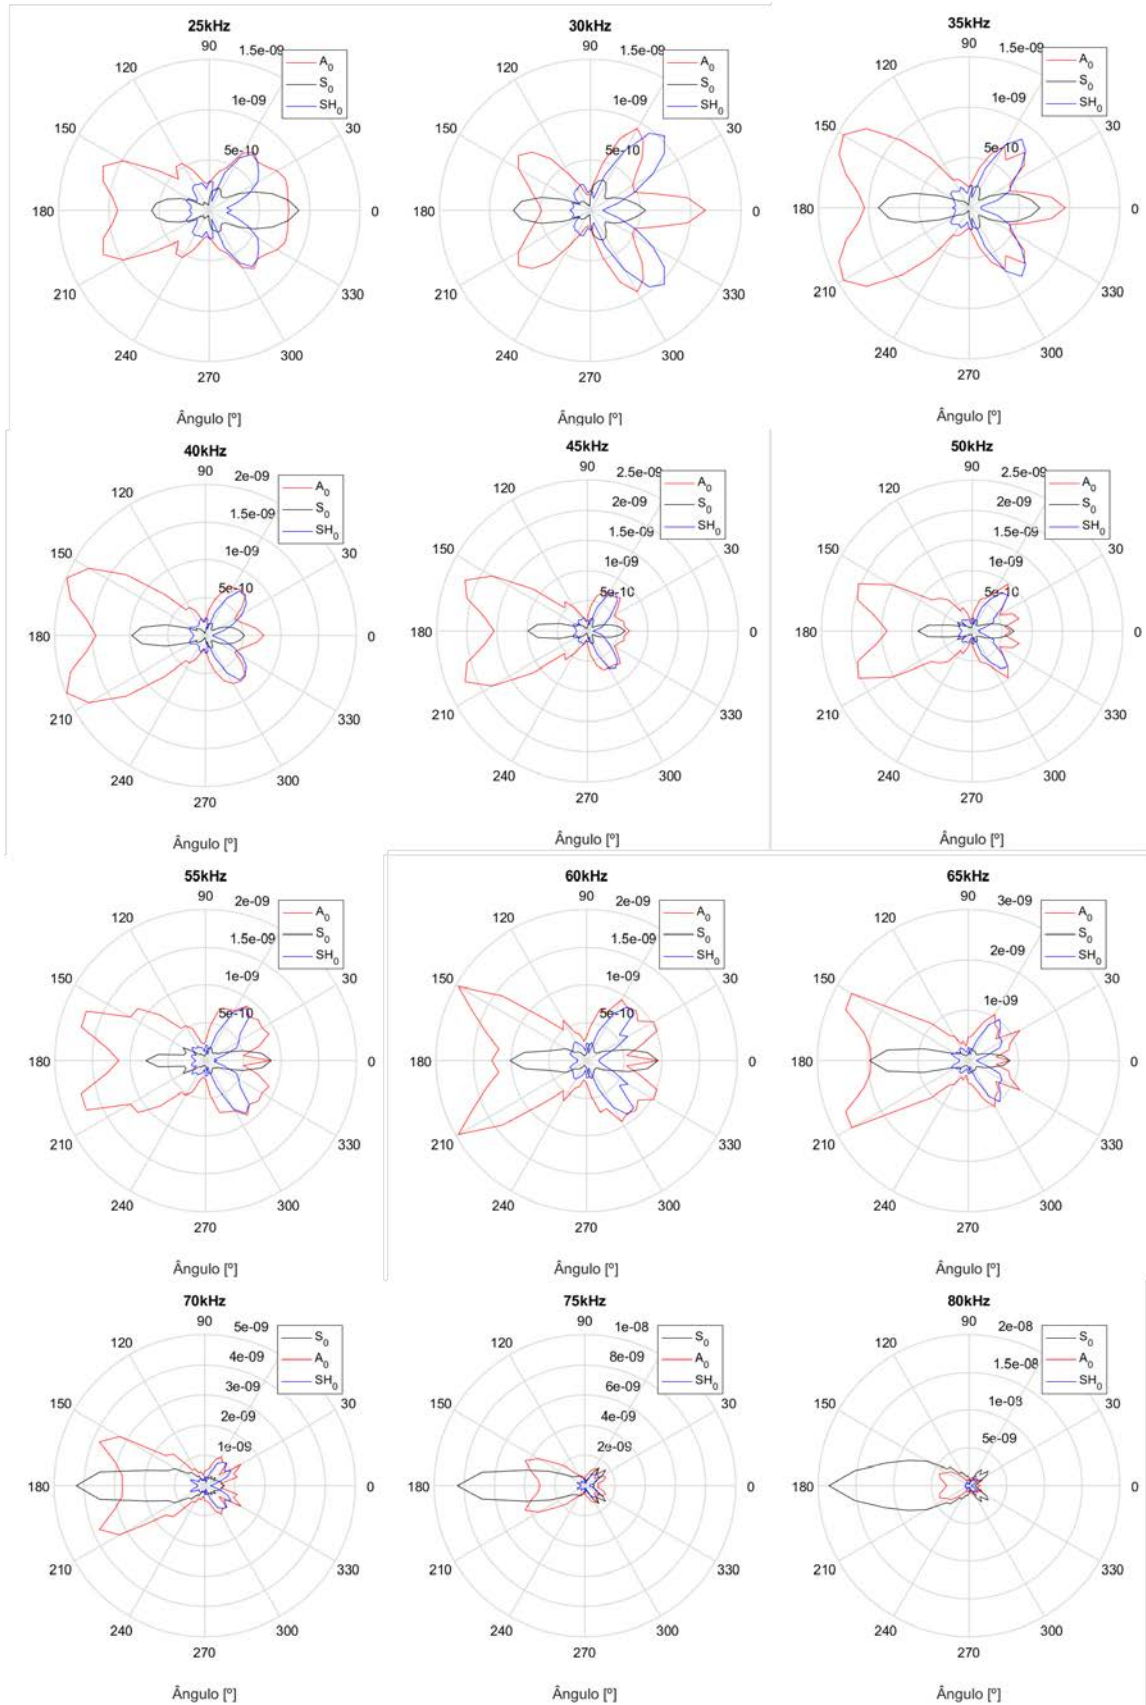 25kHz
90
1.5e-09
120
A0
S0
SH0
1e-09
150
30
5e-10
180
0
210
330
240
300
270
Ângulo [º]
30kHz
90
1.5e-09
120
A0
S0
SH0
1e-09
150
30
5e-10
180
0
210
330
240
300
270
Ângulo [º]
35kHz
90
1.5e-09
120
A0
S0
SH0
1e-09
150
30
5e-10
180
0
210
330
240
300
270
Ângulo [º]
40kHz
90
2e-09
120
A0
S0
SH0
1.5e-09
150
1e-09
30
5e-10
180
0
210
330
240
300
270
Ângulo [º]
45kHz
90
2.5e-09
120
A0
S0
SH0
2e-09
1.5e-09
150
1e-09
30
5e-10
180
0
210
330
240
300
270
Ângulo [º]
50kHz
90
2.5e-09
120
A0
S0
SH0
2e-09
1.5e-09
150
1e-09
30
5e-10
180
0
210
330
240
300
270
Ângulo [º]
55kHz
90
2e-09
120
A0
S0
SH0
1.5e-09
150
1e-09
30
5e-10
180
0
210
330
240
300
270
Ângulo [º]
60kHz
90
2e-09
120
A0
S0
SH0
1.5e-09
150
1e-09
30
5e-10
180
0
210
330
240
300
270
Ângulo [º]
65kHz
90
3e-09
120
A0
S0
SH0
2e-09
150
30
1e-09
180
0
210
330
240
300
270
Ângulo [º]
70kHz
90
5e-09
120
S0
A0
SH0
4e-09
3e-09
150
30
2e-09
1e-09
180
0
210
330
240
300
270
Ângulo [º]
75kHz
90
1e-08
120
S0
A0
SH0
8e-09
6e-09
150
30
4e-09
2e-09
180
0
210
330
240
300
270
Ângulo [º]
80kHz
90
2e-08
120
S0
A0
SH0
1.5e-08
150
1e-08
30
5e-09
180
0
210
330
240
300
270
Ângulo [º]